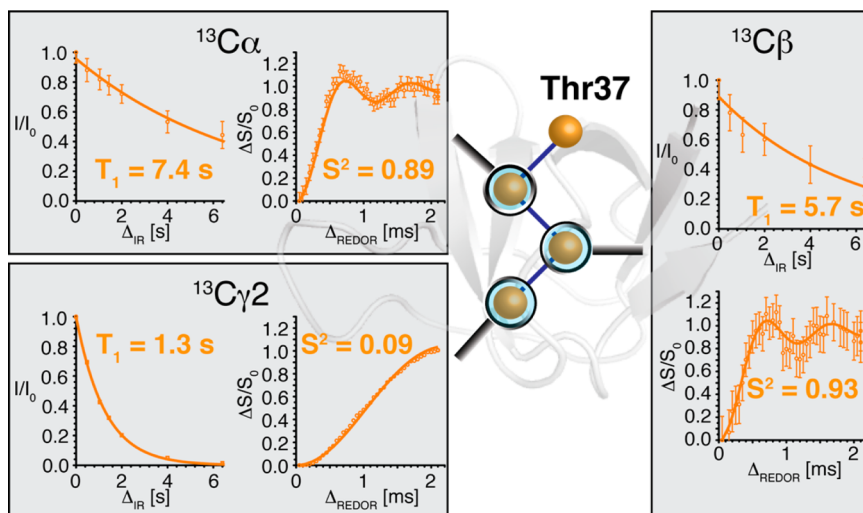 ¹³Cα
I/I₀
1.0
0.8
0.6
0.4
0.2
0.0
T₁ = 7.4 s
0 2 4 6
Δ_IR [s]
ΔS/S₀
1.2
1.0
0.8
0.6
0.4
0.2
0.0
S² = 0.89
0 1 2
Δ_REDOR [ms]
Thr37
¹³Cβ
I/I₀
1.0
0.8
0.6
0.4
0.2
0.0
T₁ = 5.7 s
0 2 4 6
Δ_IR [s]
¹³Cγ2
I/I₀
1.0
0.8
0.6
0.4
0.2
0.0
T₁ = 1.3 s
0 2 4 6
Δ_IR [s]
ΔS/S₀
1.2
1.0
0.8
0.6
0.4
0.2
0.0
S² = 0.09
0 1 2
Δ_REDOR [ms]
ΔS/S₀
1.2
1.0
0.8
0.6
0.4
0.2
0.0
S² = 0.93
0 1 2
Δ_REDOR [ms]